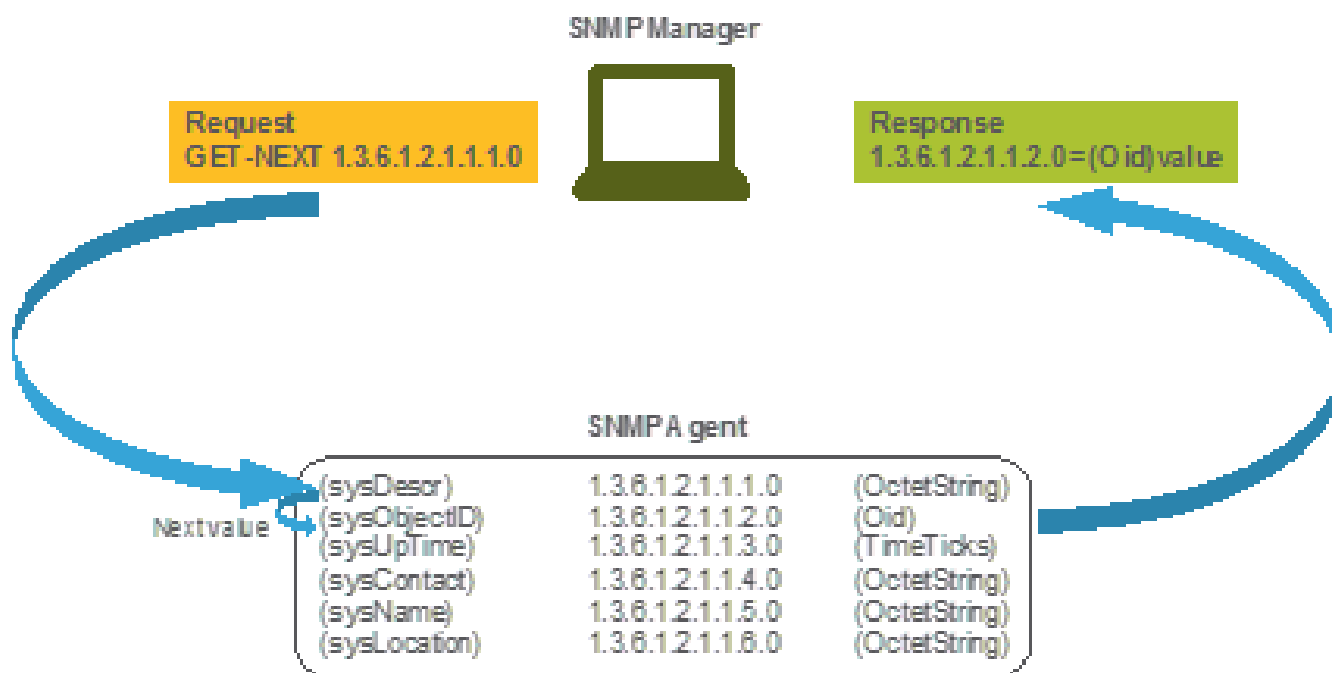 SNMP Manager
Request
GET-NEXT 1.3.6.1.2.1.1.1.0
Response
1.3.6.1.2.1.1.2.0=(Oid)value
SNMP Agent
(sysDescr) 1.3.6.1.2.1.1.1.0 (OctetString)
(sysObjectID) 1.3.6.1.2.1.1.2.0 (Oid)
Next value
(sysUpTime) 1.3.6.1.2.1.1.3.0 (TimeTicks)
(sysContact) 1.3.6.1.2.1.1.4.0 (OctetString)
(sysName) 1.3.6.1.2.1.1.5.0 (OctetString)
(sysLocation) 1.3.6.1.2.1.1.6.0 (OctetString)